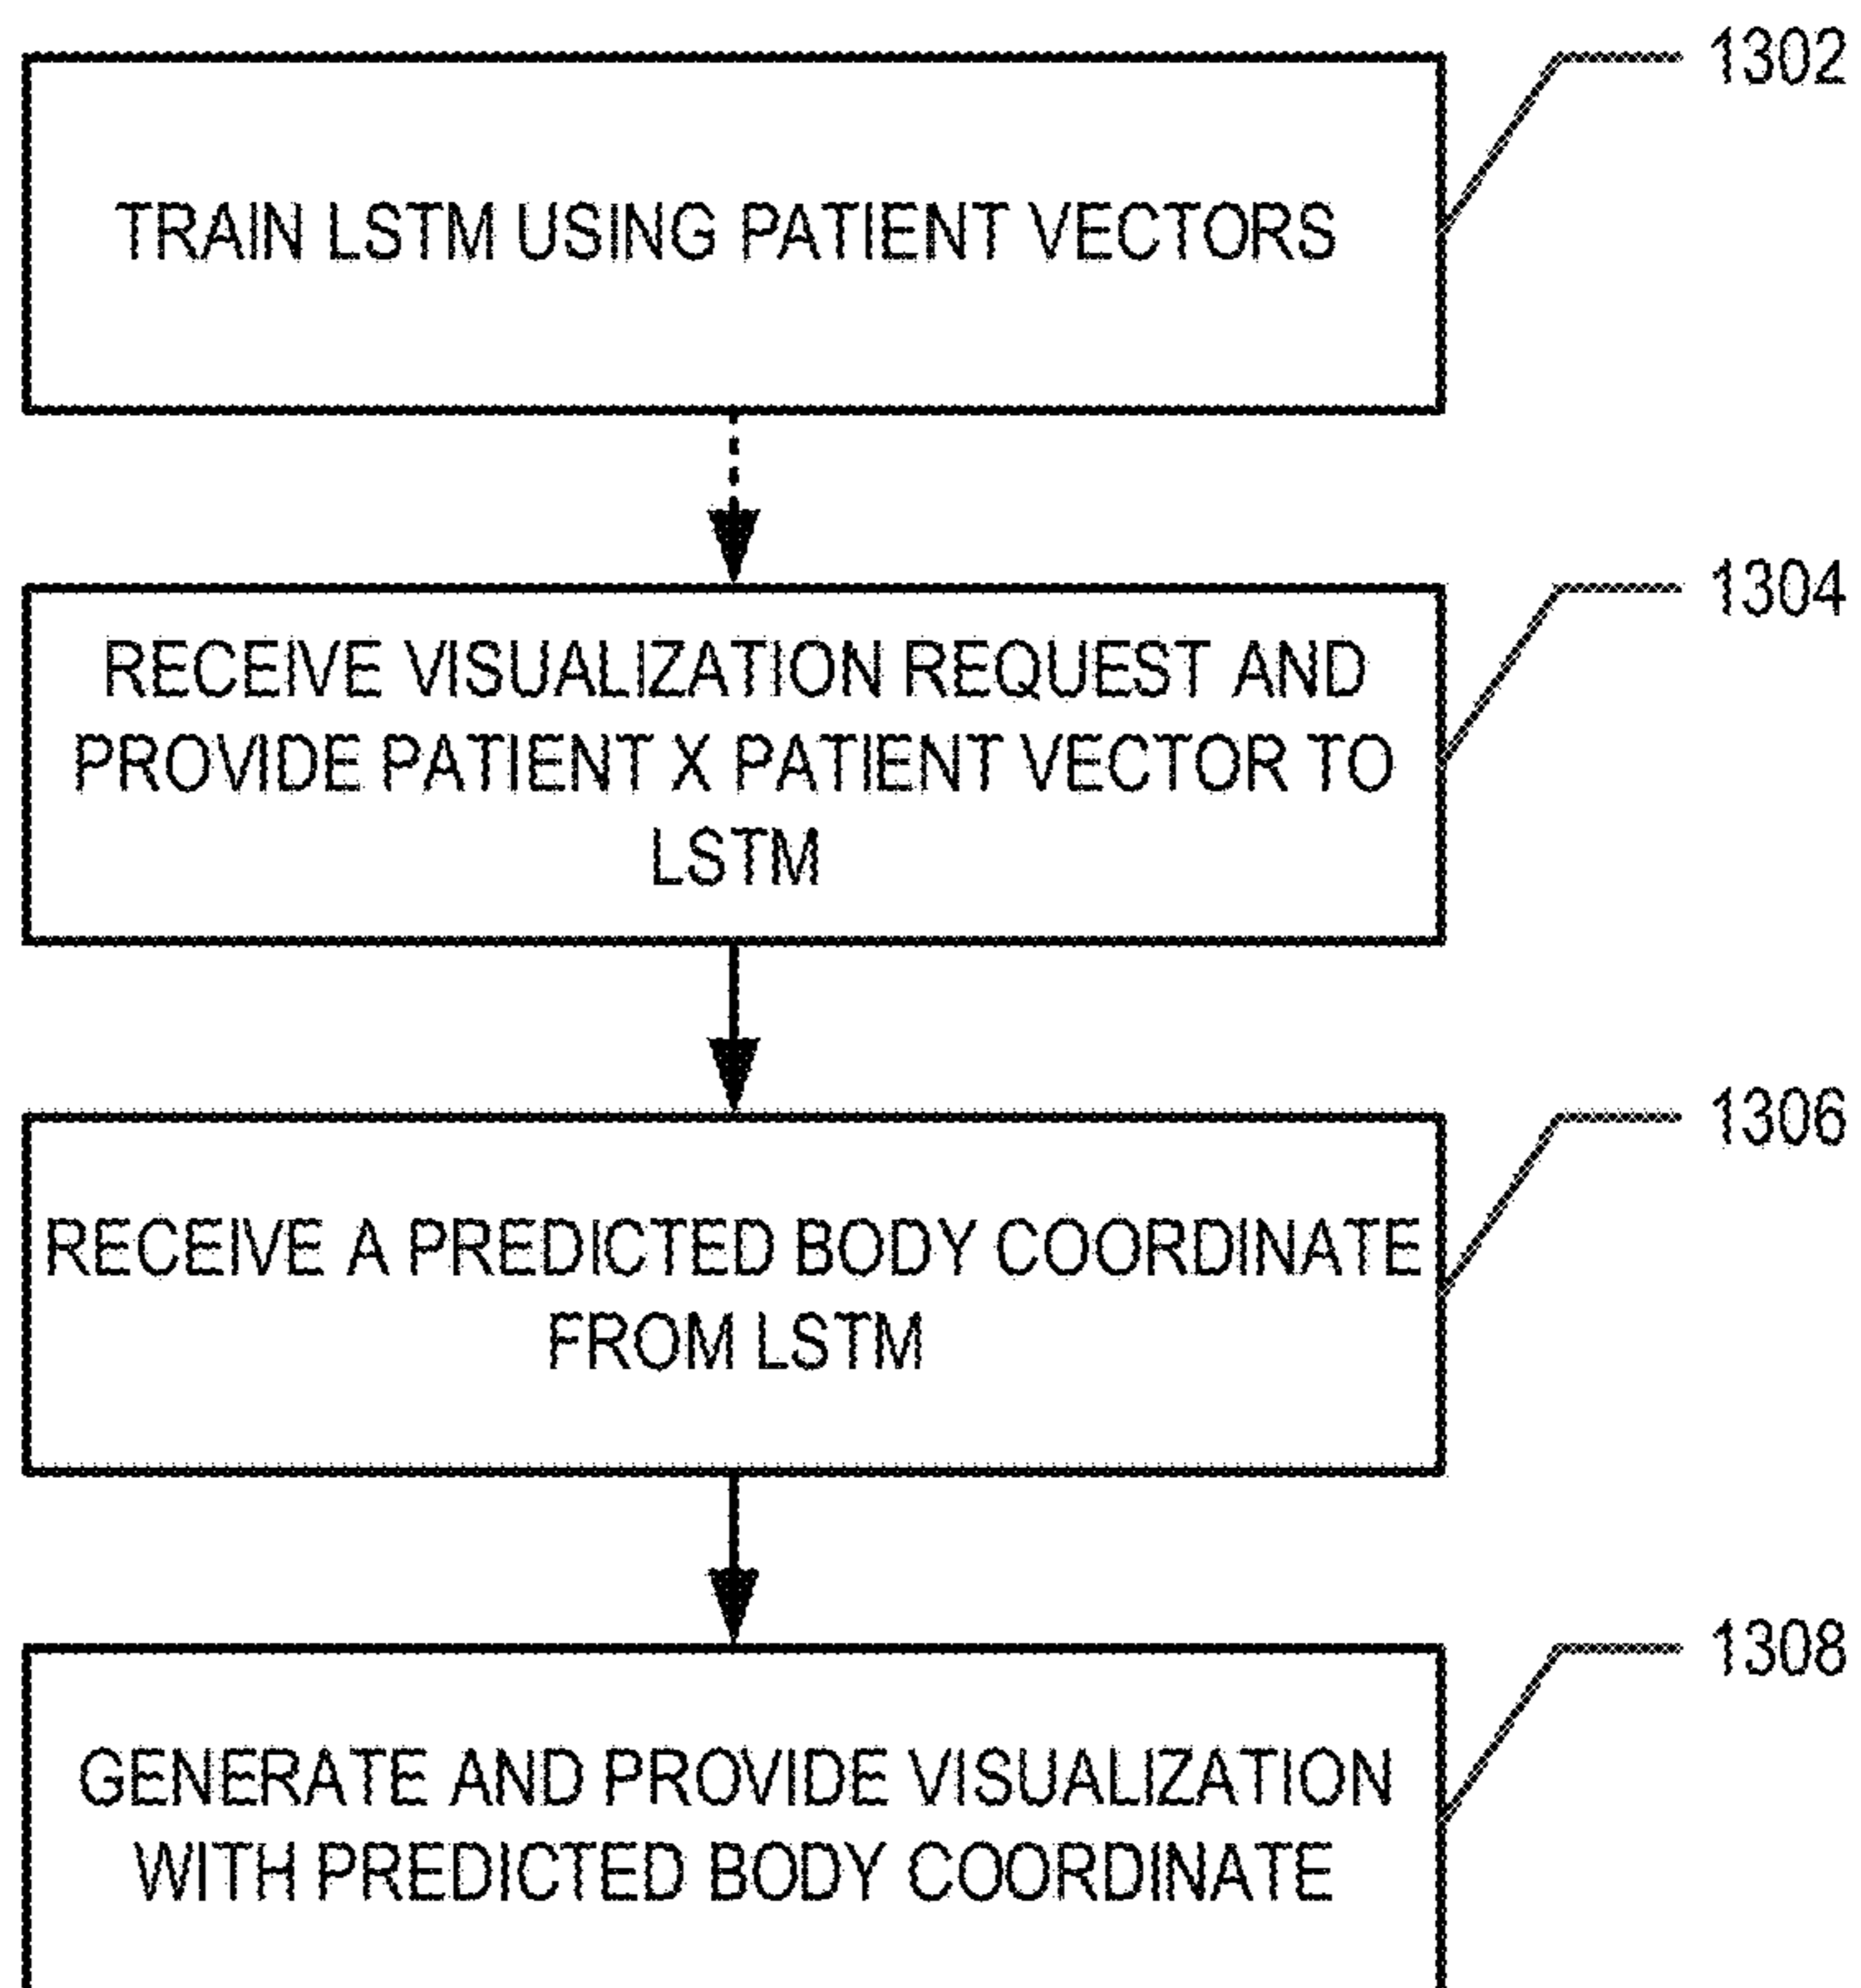 1302
TRAIN LSTM USING PATIENT VECTORS
1304
RECEIVE VISUALIZATION REQUEST AND
PROVIDE PATIENT X PATIENT VECTOR TO
LSTM
1306
RECEIVE A PREDICTED BODY COORDINATE
FROM LSTM
1308
GENERATE AND PROVIDE VISUALIZATION
WITH PREDICTED BODY COORDINATE